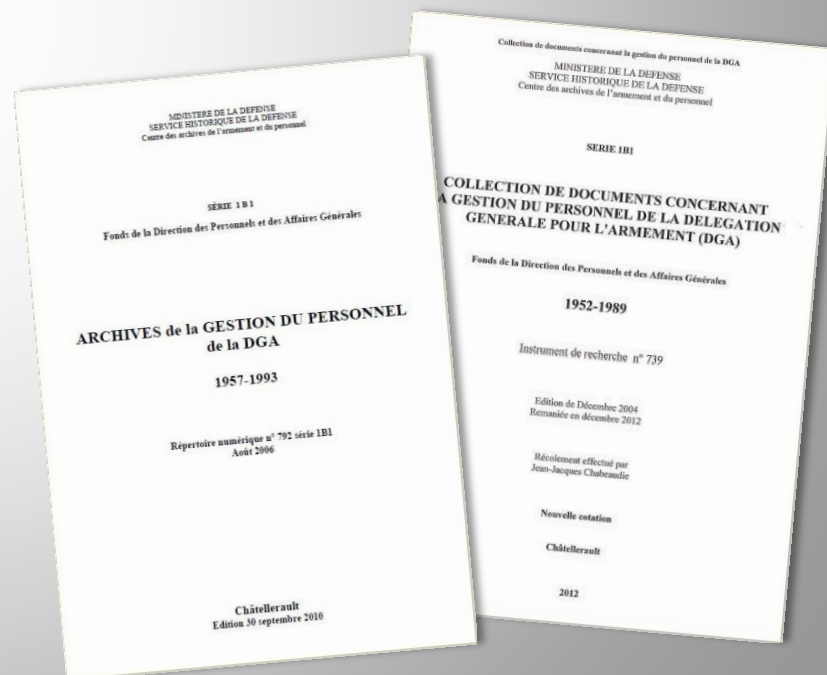 MINISTERE DE LA DEFENSE
SERVICE HISTORIQUE DE LA DEFENSE
Centre des archives de l'armement et du personnel
SÉRIE 1B1
Fonds de la Direction des Personnels et des Affaires Générales
ARCHIVES de la GESTION DU PERSONNEL
de la DGA
1957-1993
Répertoire numérique n° 792 série 1B1
Août 2006
Châtellerault
Edition 30 septembre 2010
Collection de documents concernant la gestion du personnel de la DGA
MINISTERE DE LA DEFENSE
SERVICE HISTORIQUE DE LA DEFENSE
Centre des archives de l'armement et du personnel
SERIE 1B1
COLLECTION DE DOCUMENTS CONCERNANT
A GESTION DU PERSONNEL DE LA DELEGATION
GENERALE POUR L'ARMEMENT (DGA)
Fonds de la Direction des Personnels et des Affaires Générales
1952-1989
Instrument de recherche n° 739
Edition de Décembre 2004
Remaniée en décembre 2012
Récolement effectué par
Jean-Jacques Chabeaudie
Nouvelle cotation
Châtellerault
2012